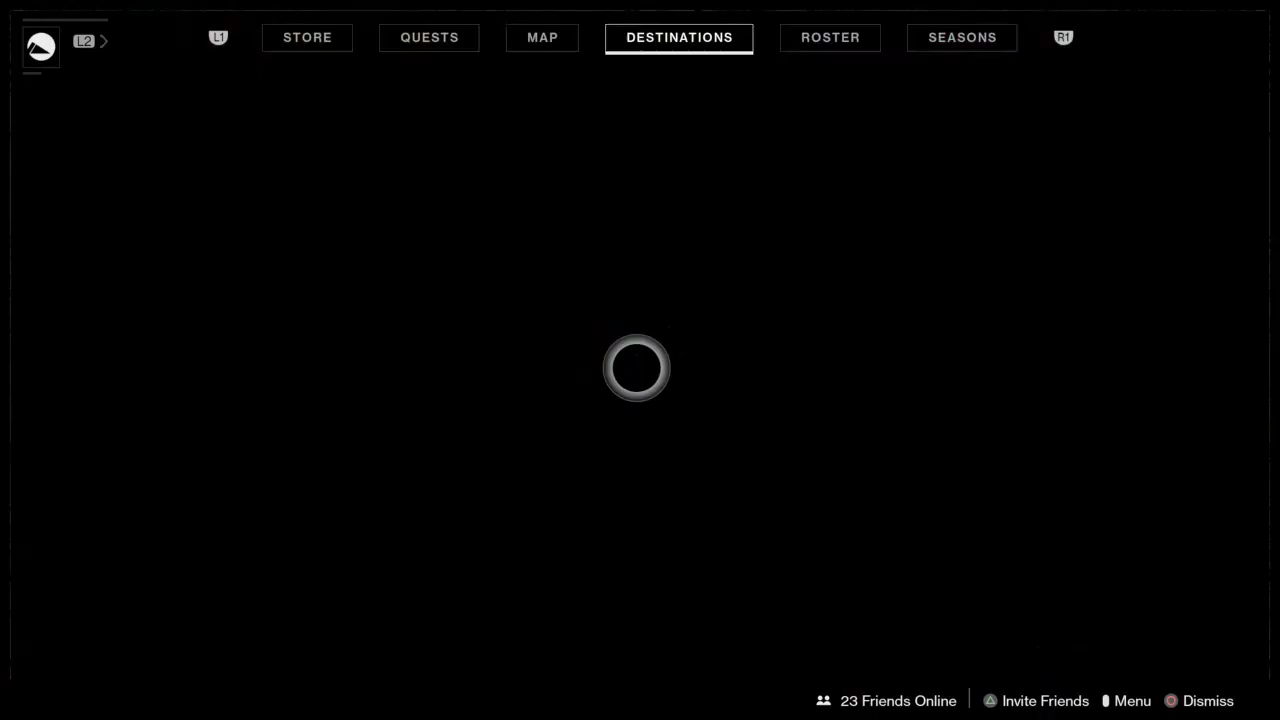 L2
L1
STORE
QUESTS
MAP
DESTINATIONS
ROSTER
SEASONS
R1
23 Friends Online
Invite Friends
Menu
Dismiss